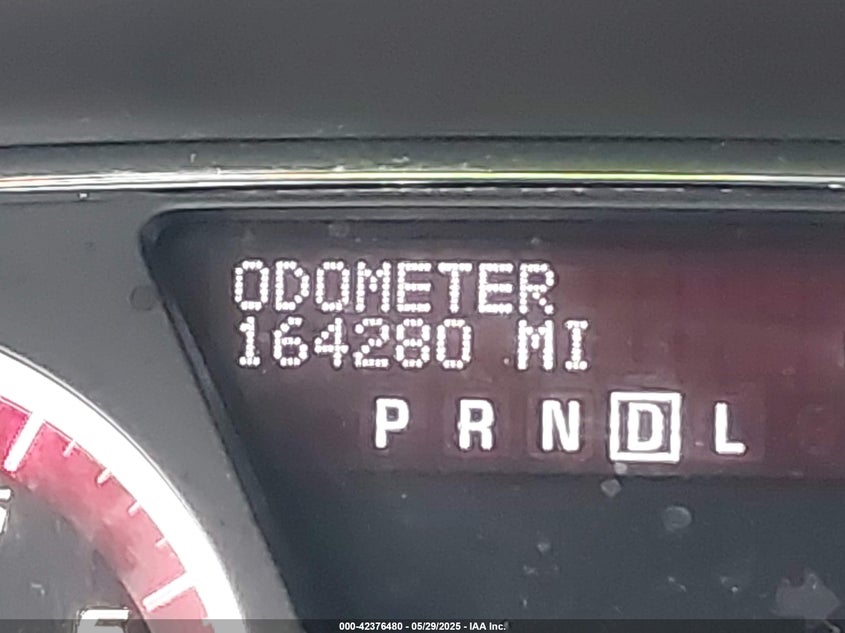 ODOMETER
164280 MI
P R N D L
000-42376480 - 05/29/2025 - IAA Inc.